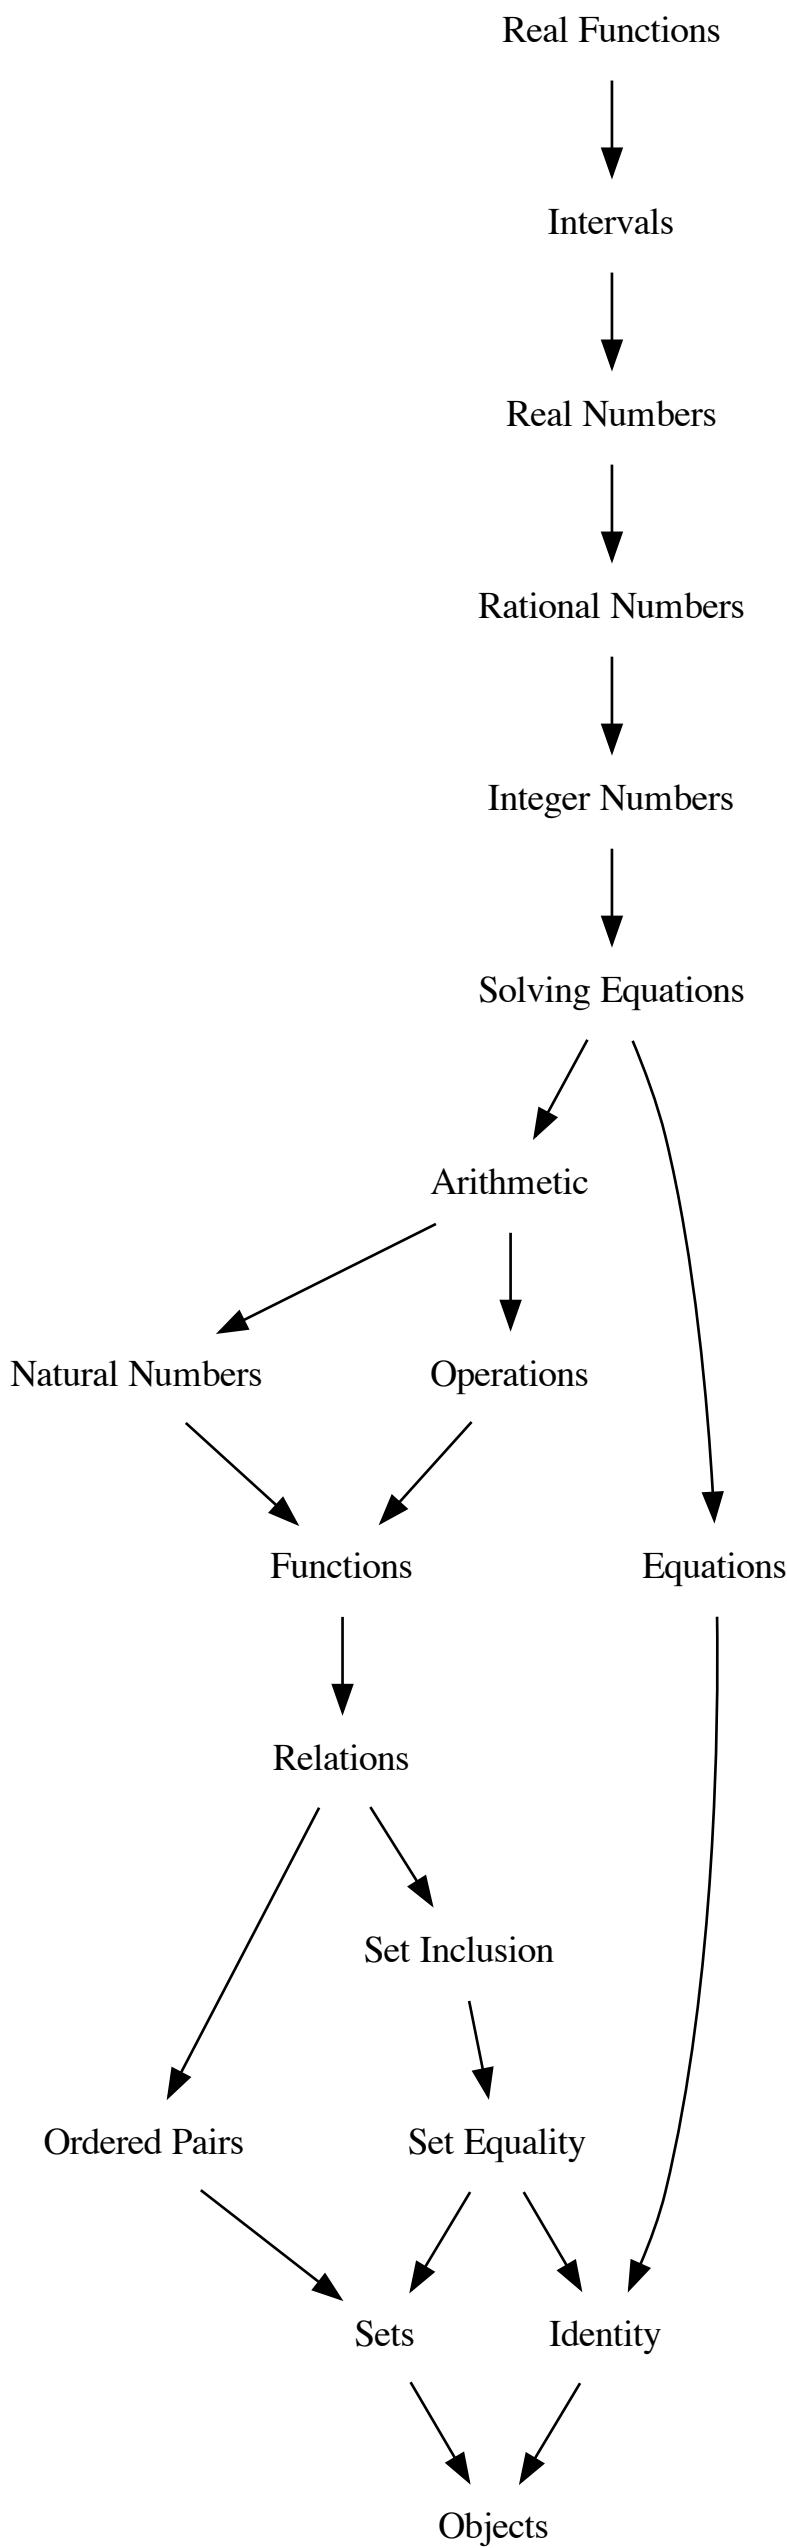 Real Functions
Intervals
Real Numbers
Rational Numbers
Integer Numbers
Solving Equations
Arithmetic
Natural Numbers
Operations
Functions
Equations
Relations
Set Inclusion
Ordered Pairs
Set Equality
Sets
Identity
Objects